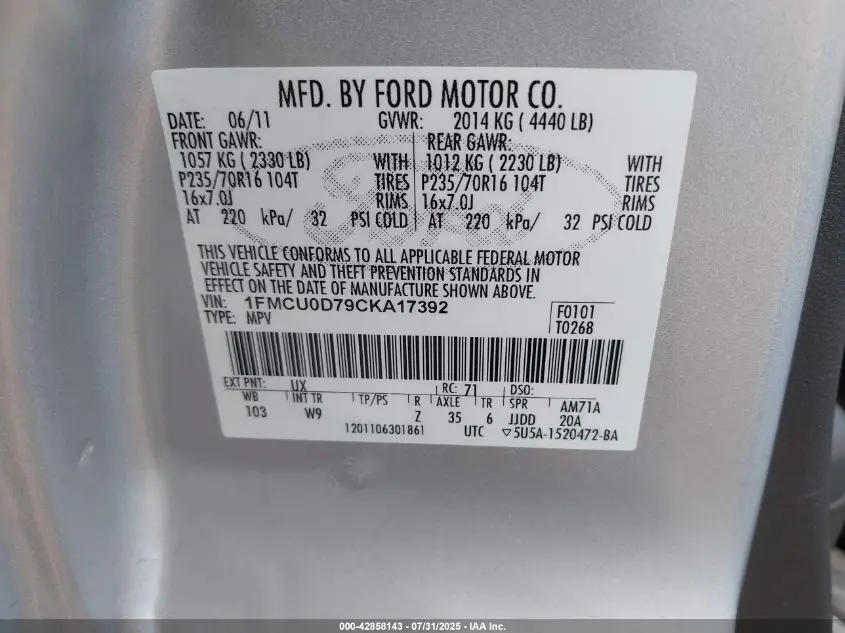 MFD. BY FORD MOTOR CO.
DATE: 06/11 GVWR: 2014 KG ( 4440 LB)
FRONT GAWR: REAR GAWR:
1057 KG ( 2330 LB) WITH 1012 KG ( 2230 LB) WITH
P235/70R16 104T TIRES P235/70R16 104T TIRES
16x7.0J RIMS 16x7.0J RIMS
AT 220 kPa/ 32 PSI COLD AT 220 kPa/ 32 PSI COLD
THIS VEHICLE CONFORMS TO ALL APPLICABLE FEDERAL MOTOR
VEHICLE SAFETY AND THEFT PREVENTION STANDARDS IN
EFFECT ON THE DATE OF MANUFACTURE SHOWN ABOVE.
VIN: 1FMCU0D79CKA17392
TYPE: MPV
F0101
T0268
EXT PNT: UX RC: 71 DSO:
WB INT TR TP/PS R AXLE TR SPR AM71A
103 W9 Z 35 6 JJDD 20A
1201106301861 UTC ▽5U5A-1520472-BA
000-42858143 - 07/31/2025 - IAA Inc.